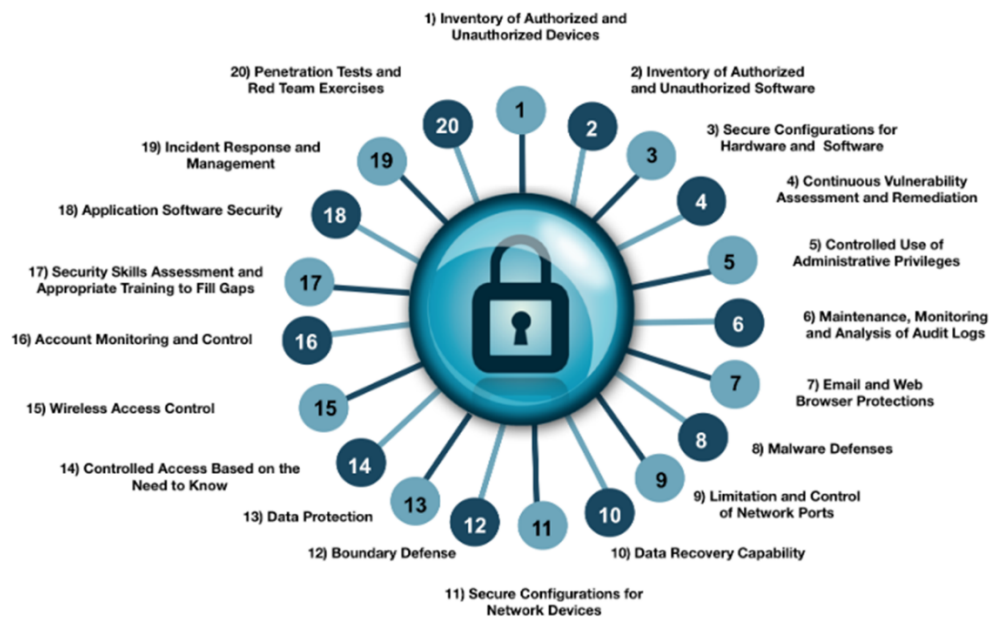 1) Inventory of Authorized and
Unauthorized Devices
2) Inventory of Authorized
and Unauthorized Software
3) Secure Configurations for
Hardware and  Software
4) Continuous Vulnerability
Assessment and Remediation
5) Controlled Use of
Administrative Privileges
6) Maintenance, Monitoring
and Analysis of Audit Logs
7) Email and Web
Browser Protections
8) Malware Defenses
9) Limitation and Control
of Network Ports
10) Data Recovery Capability
11) Secure Configurations for
Network Devices
12) Boundary Defense
13) Data Protection
14) Controlled Access Based on the
Need to Know
15) Wireless Access Control
16) Account Monitoring and Control
17) Security Skills Assessment and
Appropriate Training to Fill Gaps
18) Application Software Security
19) Incident Response and
Management
20) Penetration Tests and
Red Team Exercises
1
2
3
4
5
6
7
8
9
10
11
12
13
14
15
16
17
18
19
20